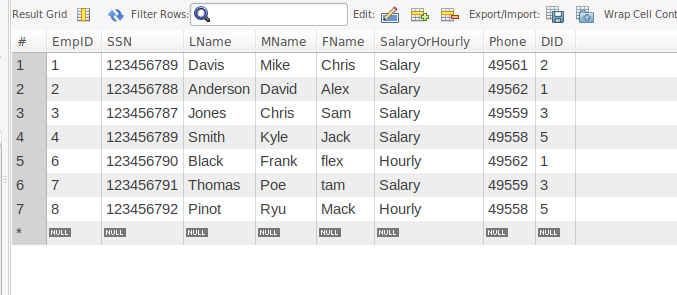 Result Grid Filter Rows: Edit: Export/Import: Wrap Cell Cont
# EmpID SSN LName MName FName SalaryOrHourly Phone DID
1 1 123456789 Davis Mike Chris Salary 49561 2
2 2 123456788 Anderson David Alex Salary 49562 1
3 3 123456787 Jones Chris Sam Salary 49559 3
4 4 123456789 Smith Kyle Jack Salary 49558 5
5 6 123456790 Black Frank flex Hourly 49562 1
6 7 123456791 Thomas Poe tam Salary 49559 3
7 8 123456792 Pinot Ryu Mack Hourly 49558 5
* NULL NULL NULL NULL NULL NULL NULL NULL